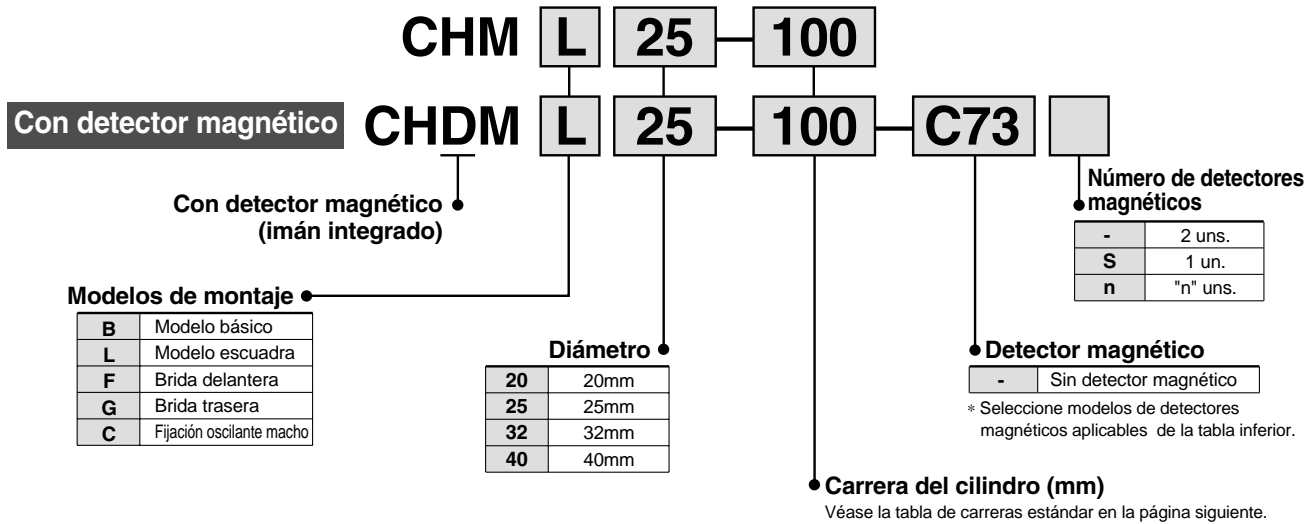 CHM L 25 - 100
Con detector magnético CHDM L 25 - 100 - C73
Con detector magnético
(imán integrado)
Número de detectores
magnéticos
- 2 uns.
S 1 un.
n "n" uns.
Modelos de montaje
B Modelo básico
L Modelo escuadra
F Brida delantera
G Brida trasera
C Fijación oscilante macho
Diámetro
20 20mm
25 25mm
32 32mm
40 40mm
Detector magnético
- Sin detector magnético
* Seleccione modelos de detectores
magnéticos aplicables de la tabla inferior.
Carrera del cilindro (mm)
Véase la tabla de carreras estándar en la página siguiente.